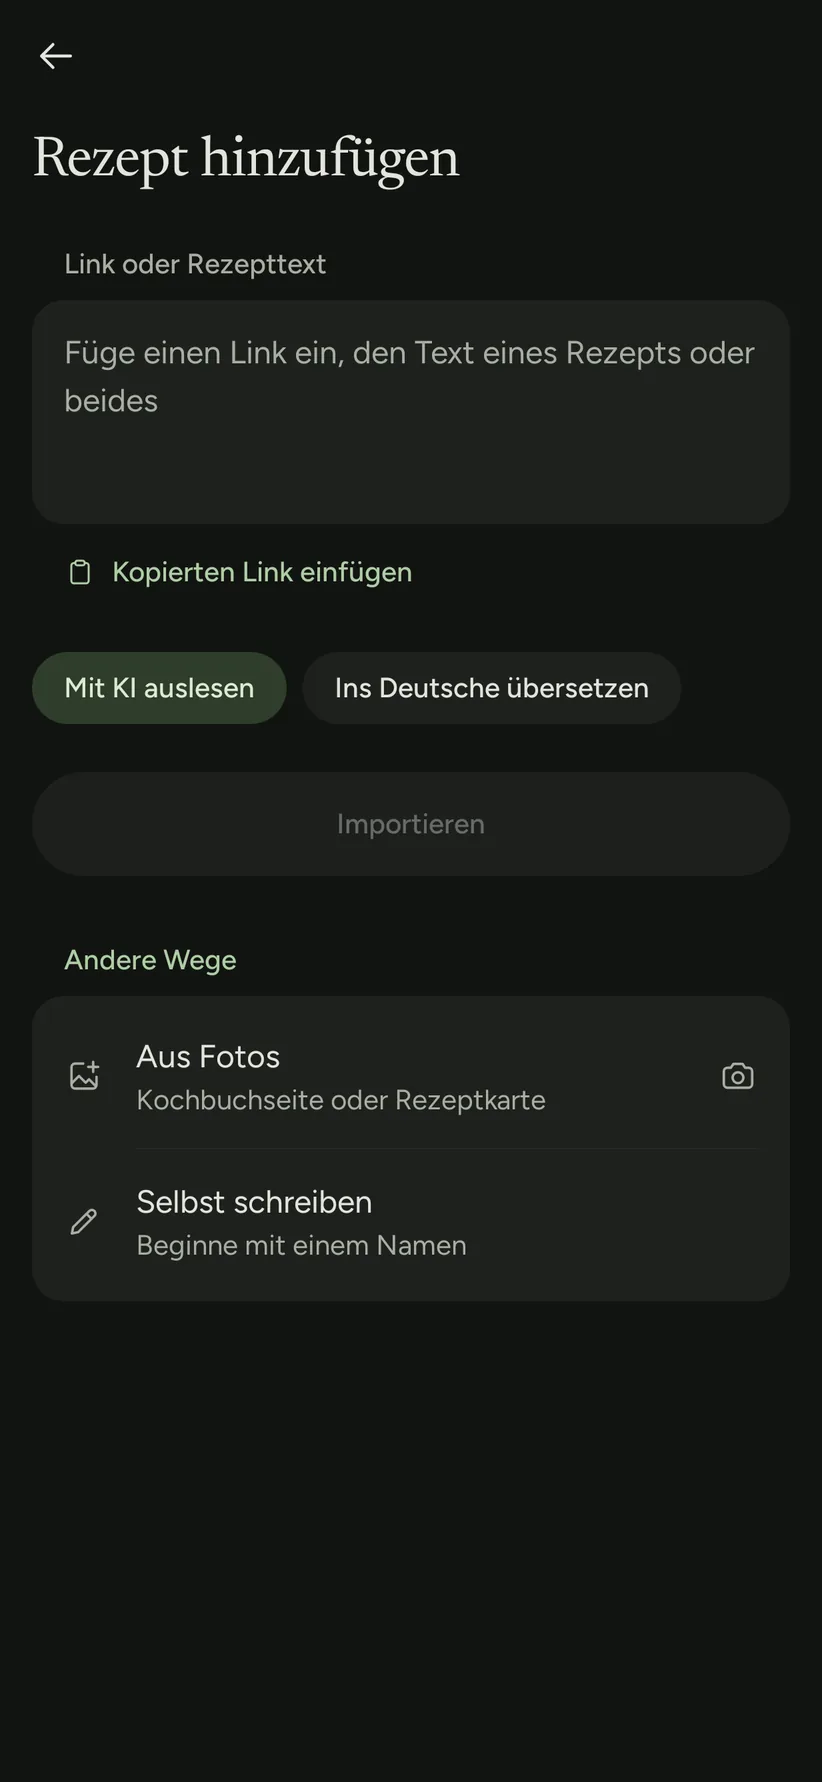 Rezept hinzufügen
Link oder Rezepttext
Füge einen Link ein, den Text eines Rezepts oder
beides
Kopierten Link einfügen
Mit KI auslesen
Ins Deutsche übersetzen
Importieren
Andere Wege
Aus Fotos
Kochbuchseite oder Rezeptkarte
Selbst schreiben
Beginne mit einem Namen